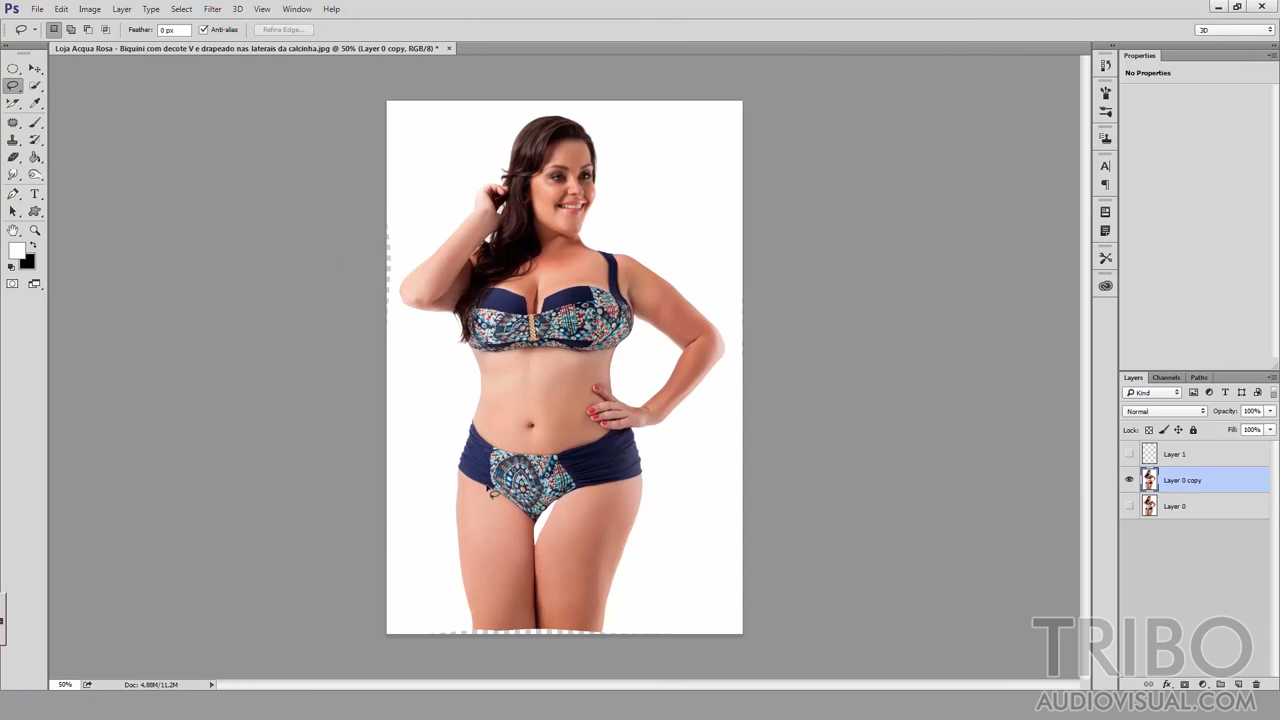 Ps File Edit Image Layer Type Select Filter 3D View Window Help
Feather: 0 px Anti-alias Refine Edge... 3D
Loja Acqua Rosa - Biquini com decote V e drapeado nas laterais da calcinha.jpg @ 50% (Layer 0 copy, RGB/8) *
Properties
No Properties
Layers Channels Paths
Kind
Normal Opacity: 100%
Lock: Fill: 100%
Layer 1
Layer 0 copy
Layer 0
50% Doc: 4,88M/11,2M
TRIBO
AUDIOVISUAL.COM